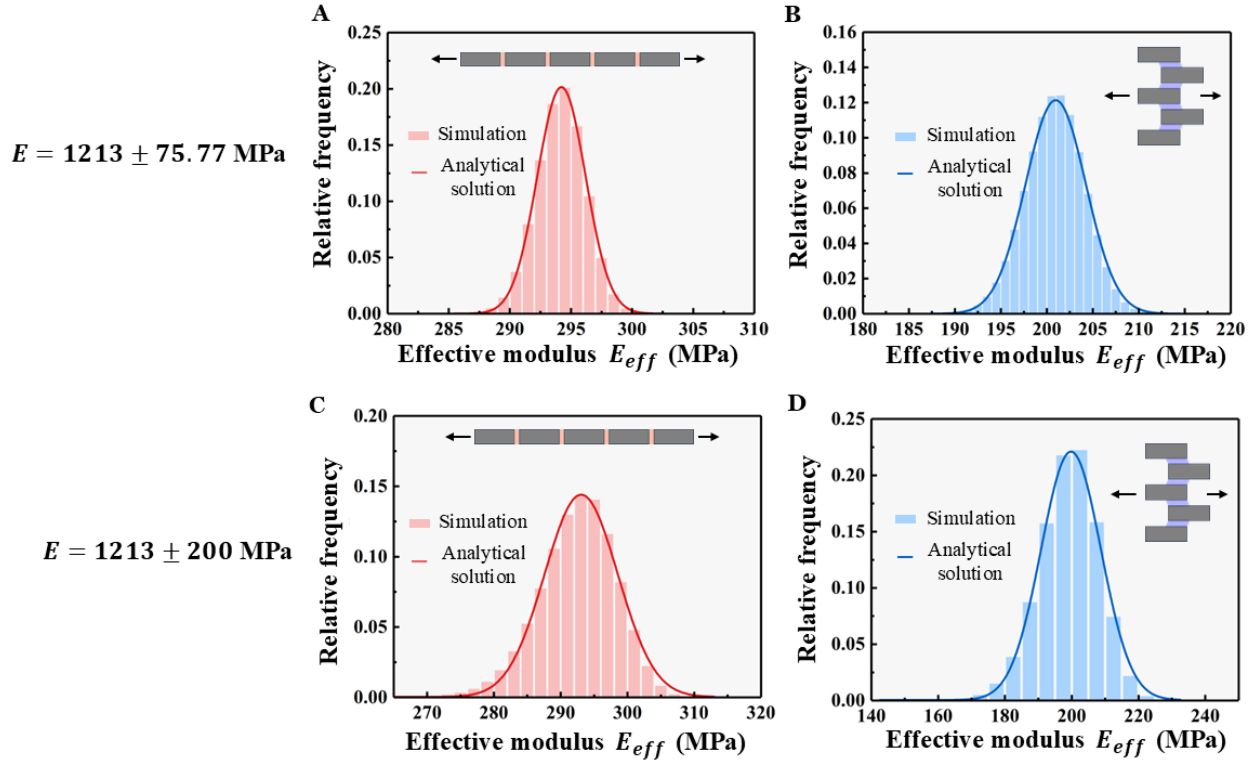 A
0.25
0.20
0.15
0.10
0.05
0.00
Relative frequency
Simulation
Analytical
solution
280 285 290 295 300 305 310
Effective modulus E_eff (MPa)
B
0.16
0.14
0.12
0.10
0.08
0.06
0.04
0.02
0.00
Relative frequency
Simulation
Analytical
solution
180 185 190 195 200 205 210 215 220
Effective modulus E_eff (MPa)
E = 1213 ± 75.77 MPa
C
0.20
0.15
0.10
0.05
0.00
Relative frequency
Simulation
Analytical
solution
270 280 290 300 310 320
Effective modulus E_eff (MPa)
D
0.25
0.20
0.15
0.10
0.05
0.00
Relative frequency
Simulation
Analytical
solution
140 160 180 200 220 240
Effective modulus E_eff (MPa)
E = 1213 ± 200 MPa